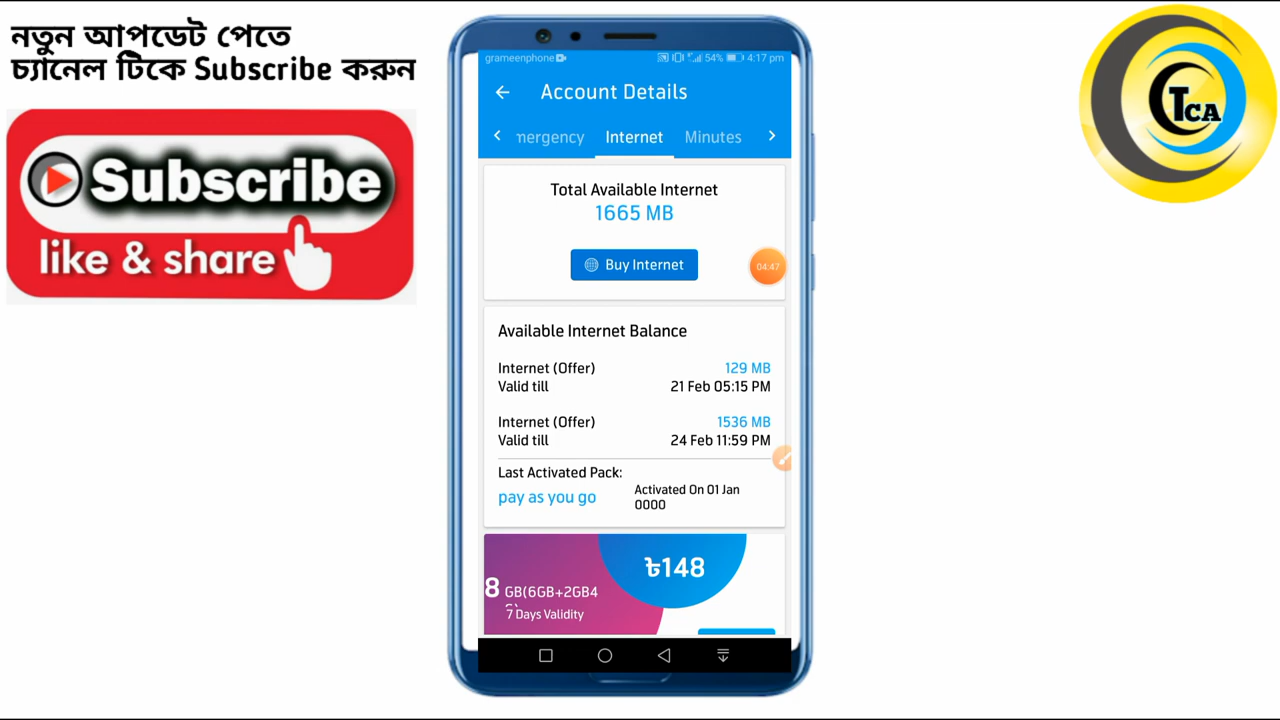 নতুন আপডেট পেতে
চ্যানেল টিকে Subscribe করুন
Subscribe
like & share
TCA
grameenphone
54% 4:17 pm
Account Details
mergency Internet Minutes
Total Available Internet
1665 MB
Buy Internet
04:47
Available Internet Balance
Internet (Offer) 129 MB
Valid till 21 Feb 05:15 PM
Internet (Offer) 1536 MB
Valid till 24 Feb 11:59 PM
Last Activated Pack:
pay as you go
Activated On 01 Jan
0000
৳148
8 GB(6GB+2GB4
7 Days Validity